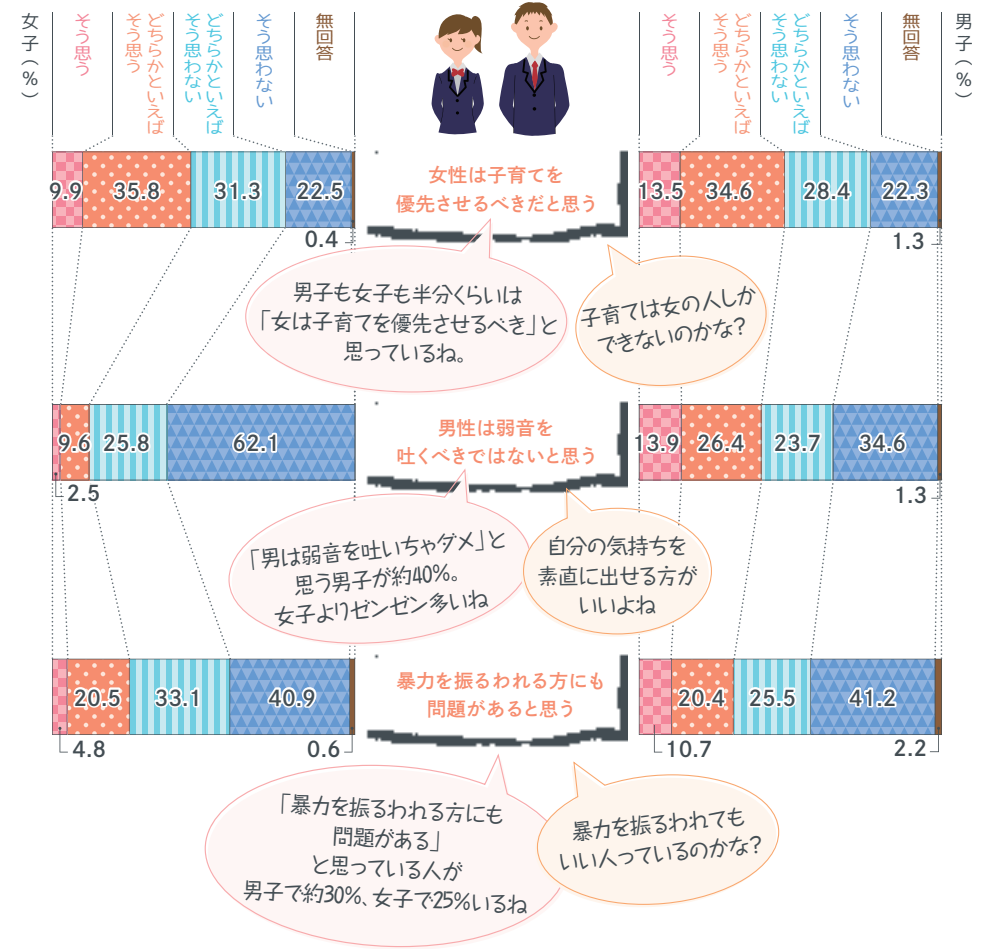 女子（%）
そう思う
どちらかといえば
そう思う
どちらかといえば
そう思わない
そう思わない
無回答
そう思う
どちらかといえば
そう思う
どちらかといえば
そう思わない
そう思わない
無回答
男子（%）
9.9 35.8 31.3 22.5
0.4
女性は子育てを
優先させるべきだと思う
13.5 34.6 28.4 22.3
1.3
男子も女子も半分くらいは
「女は子育てを優先させるべき」と
思っているね。
子育ては女の人しか
できないのかな?
9.6 25.8 62.1
2.5
男性は弱音を
吐くべきではないと思う
13.9 26.4 23.7 34.6
1.3
「男は弱音を吐いちゃダメ」と
思う男子が約40%。
女子よりゼンゼン多いね
自分の気持ちを
素直に出せる方が
いいよね
20.5 33.1 40.9
4.8 0.6
暴力を振るわれる方にも
問題があると思う
20.4 25.5 41.2
10.7 2.2
「暴力を振るわれる方にも
問題がある」
と思っている人が
男子で約30%、女子で25%いるね
暴力を振るわれても
いい人っているのかな?